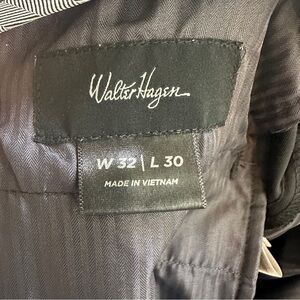 Walter Hagen
W 32 | L 30
MADE IN VIETNAM